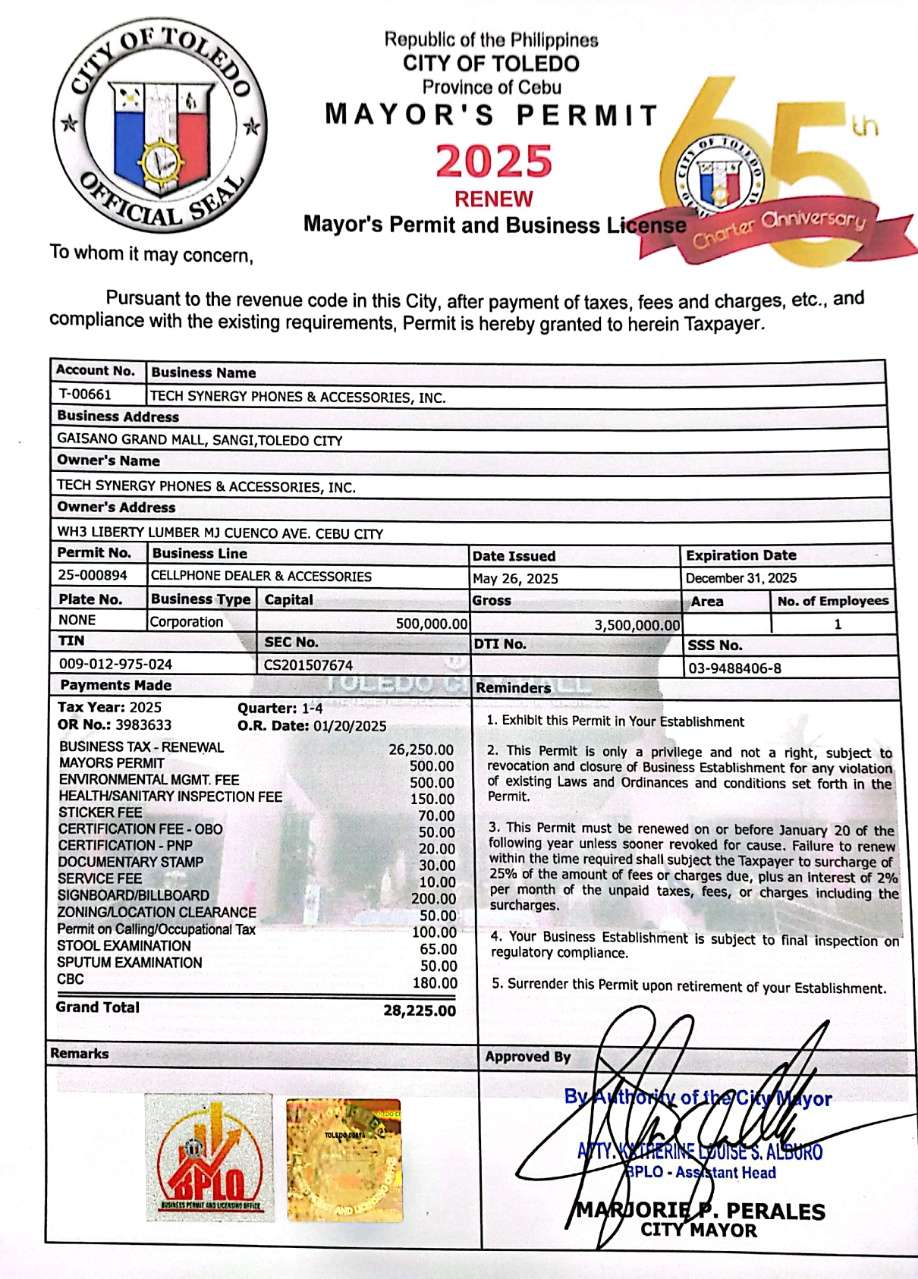 CITY OF TOLEDO
OFFICIAL SEAL
Republic of the Philippines
CITY OF TOLEDO
Province of Cebu
MAYOR'S PERMIT
2025
RENEW
Mayor's Permit and Business License
65th
CITY OF TOLEDO
Charter Anniversary
To whom it may concern,
Pursuant to the revenue code in this City, after payment of taxes, fees and charges, etc., and
compliance with the existing requirements, Permit is hereby granted to herein Taxpayer.
Account No. Business Name
T-00661 TECH SYNERGY PHONES & ACCESSORIES, INC.
Business Address
GAISANO GRAND MALL, SANGI,TOLEDO CITY
Owner's Name
TECH SYNERGY PHONES & ACCESSORIES, INC.
Owner's Address
WH3 LIBERTY LUMBER MJ CUENCO AVE. CEBU CITY
Permit No. Business Line Date Issued Expiration Date
25-000894 CELLPHONE DEALER & ACCESSORIES May 26, 2025 December 31, 2025
Plate No. Business Type Capital Gross Area No. of Employees
NONE Corporation 500,000.00 3,500,000.00 1
TIN SEC No. DTI No. SSS No.
009-012-975-024 CS201507674 03-9488406-8
TOLEDO CITY HALL
Payments Made
Tax Year: 2025 Quarter: 1-4
OR No.: 3983633 O.R. Date: 01/20/2025
BUSINESS TAX - RENEWAL 26,250.00
MAYORS PERMIT 500.00
ENVIRONMENTAL MGMT. FEE 500.00
HEALTH/SANITARY INSPECTION FEE 150.00
STICKER FEE 70.00
CERTIFICATION FEE - OBO 50.00
CERTIFICATION - PNP 20.00
DOCUMENTARY STAMP 30.00
SERVICE FEE 10.00
SIGNBOARD/BILLBOARD 200.00
ZONING/LOCATION CLEARANCE 50.00
Permit on Calling/Occupational Tax 100.00
STOOL EXAMINATION 65.00
SPUTUM EXAMINATION 50.00
CBC 180.00
Grand Total 28,225.00
Reminders
1. Exhibit this Permit in Your Establishment
2. This Permit is only a privilege and not a right, subject to
revocation and closure of Business Establishment for any violation
of existing Laws and Ordinances and conditions set forth in the
Permit.
3. This Permit must be renewed on or before January 20 of the
following year unless sooner revoked for cause. Failure to renew
within the time required shall subject the Taxpayer to surcharge of
25% of the amount of fees or charges due, plus an interest of 2%
per month of the unpaid taxes, fees, or charges including the
surcharges.
4. Your Business Establishment is subject to final inspection on
regulatory compliance.
5. Surrender this Permit upon retirement of your Establishment.
Remarks
BPLO
BUSINESS PERMIT AND LICENSING OFFICE
Approved By
By Authority of the City Mayor
ATTY. KATHERINE LOUISE S. ALBURO
BPLO - Assistant Head
MARJORIE P. PERALES
CITY MAYOR